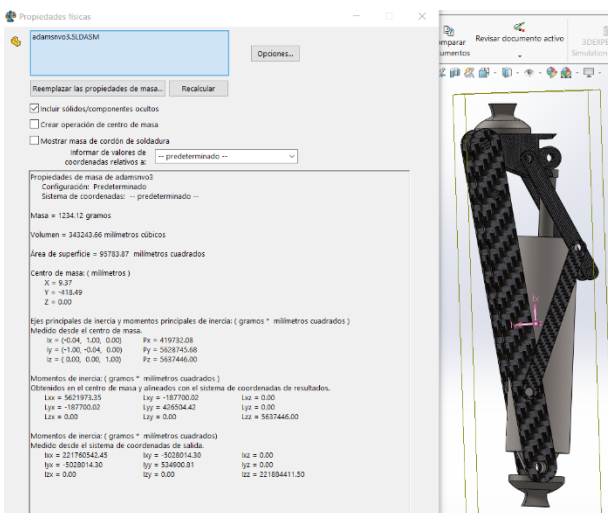 Propiedades físicas
adamsnvo3.SLDASM
Opciones...
Reemplazar las propiedades de masa...
Recalcular
Incluir sólidos/componentes ocultos
Crear operación de centro de masa
Mostrar masa de cordón de soldadura
Informar de valores de coordenadas relativos a:
-- predeterminado --
Propiedades de masa de adamsnvo3
Configuración: Predeterminado
Sistema de coordenadas: -- predeterminado --
Masa = 1234.12 gramos
Volumen = 343243.66 milímetros cúbicos
Área de superficie = 95783.87 milímetros cuadrados
Centro de masa: ( milímetros )
X = 9.37
Y = -418.49
Z = 0.00
Ejes principales de inercia y momentos principales de inercia: ( gramos * milímetros cuadrados )
Medido desde el centro de masa.
Ix = (-0.04, 1.00, 0.00) Px = 419732.08
Iy = (-1.00, -0.04, 0.00) Py = 5628745.68
Iz = ( 0.00, 0.00, 1.00) Pz = 5637446.00
Momentos de inercia: ( gramos * milímetros cuadrados )
Obtenidos en el centro de masa y alineados con el sistema de coordenadas de resultados.
Lxx = 5621973.35 Lxy = -187700.02 Lxz = 0.00
Lyx = -187700.02 Lyy = 426504.42 Lyz = 0.00
Lzx = 0.00 Lzy = 0.00 Lzz = 5637446.00
Momentos de inercia: ( gramos * milímetros cuadrados)
Medido desde el sistema de coordenadas de salida.
Ixx = 221760542.45 Ixy = -5028014.30 Ixz = 0.00
Iyx = -5028014.30 Iyy = 534900.81 Iyz = 0.00
Izx = 0.00 Izy = 0.00 Izz = 221884411.50
Revisar documento activo
3DEXPE
Simulation
Ix